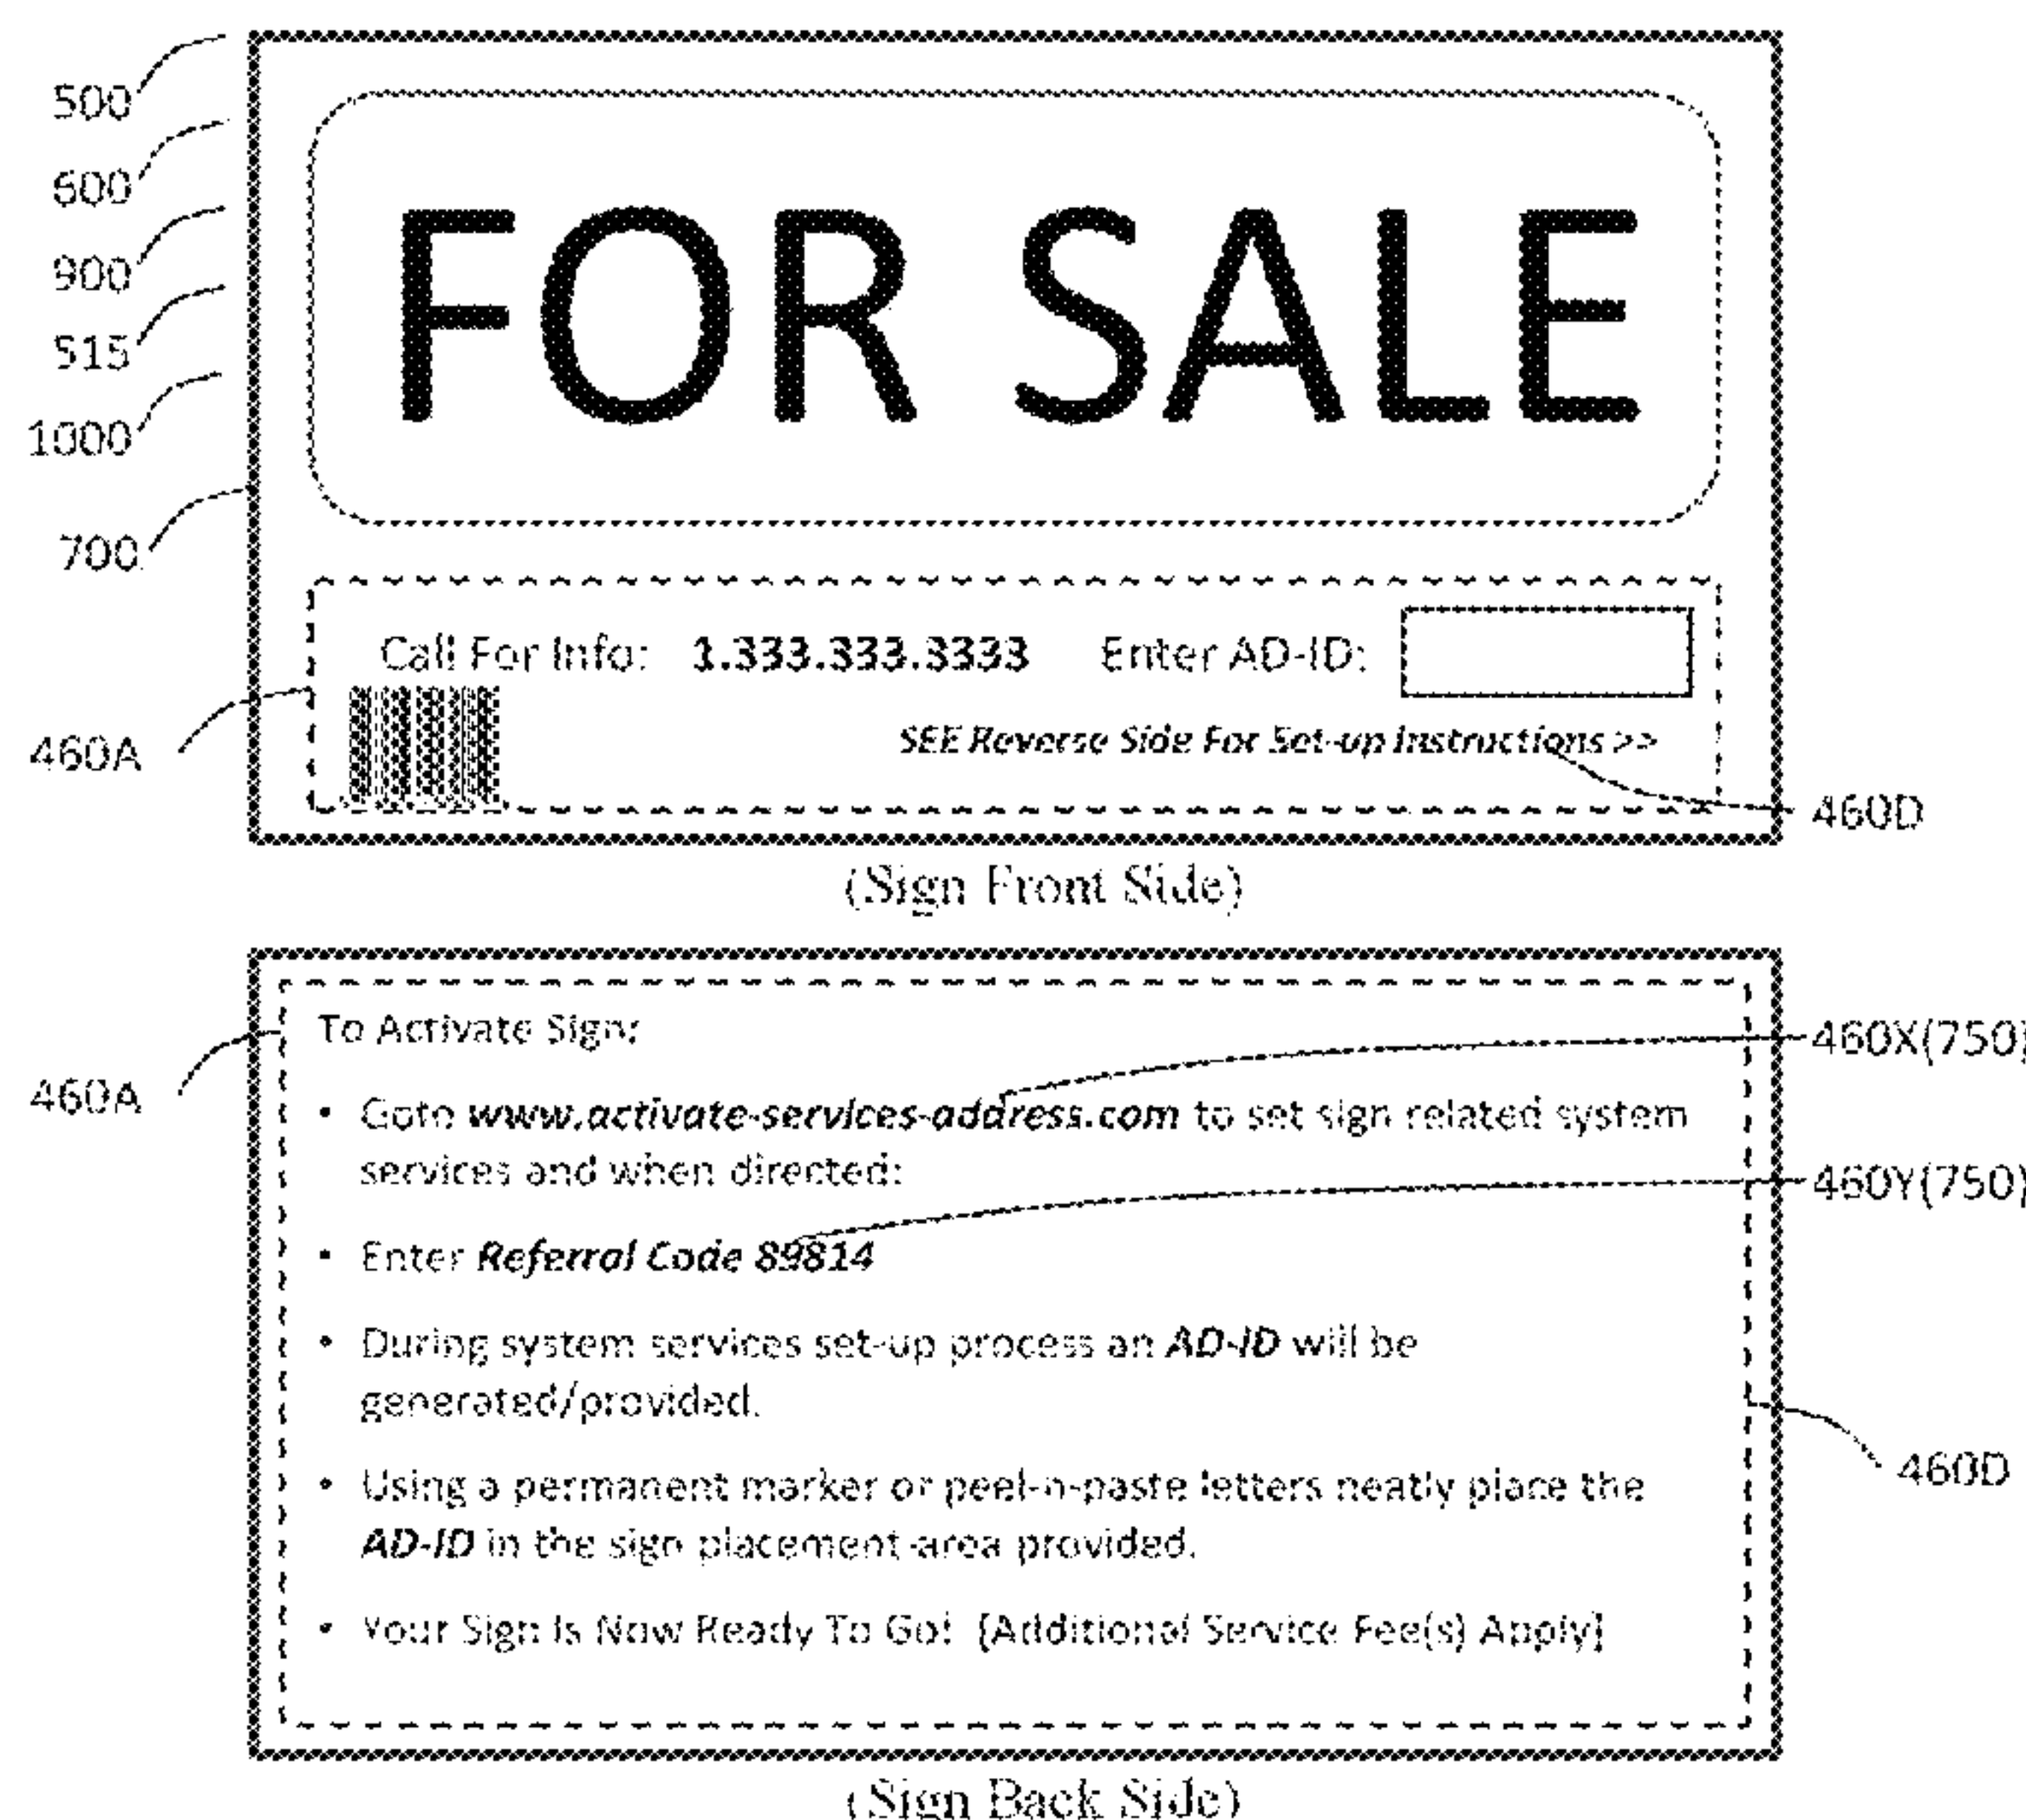 500
600
900
515
1000
700
FOR SALE
Call For Info: 1.333.333.3333 Enter AD-ID:
SEE Reverse Side For Set-up Instructions >>
460A
460D
(Sign Front Side)
To Activate Sign:
460A
460X(750)
• Goto www.activate-services-address.com to set sign related system
services and when directed:
460Y(750)
• Enter Referral Code 89814
• During system services set-up process an AD-ID will be
generated/provided.
460D
• Using a permanent marker or peel-n-paste letters neatly place the
AD-ID in the sign placement area provided.
• Your Sign Is Now Ready To Go! [Additional Service Fee(s) Apply]
(Sign Back Side)